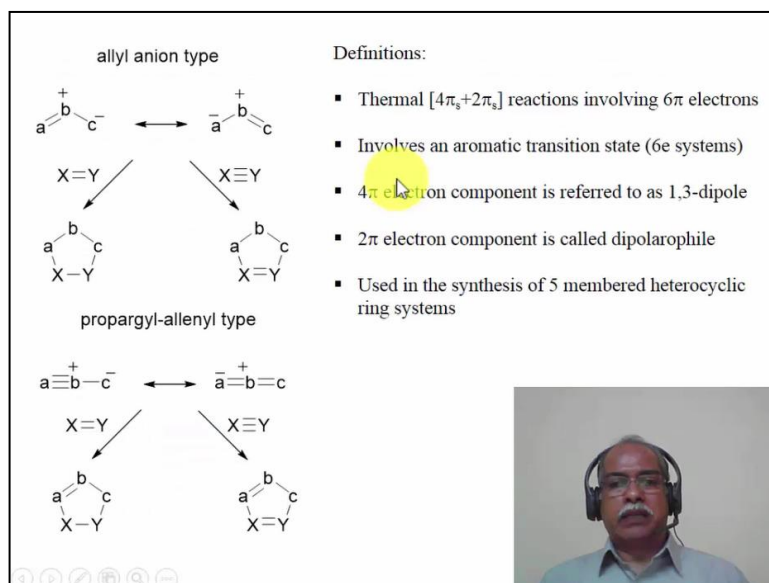 allyl anion type
+
b
a
c
−
+
b
a
−
c
X=Y
X≡Y
b
a
c
X–Y
b
a
c
X=Y
propargyl-allenyl type
a≡b–c
+
−
a=b=c
−
+
X=Y
X≡Y
b
a
c
X–Y
b
a
c
X=Y
Definitions:
▪ Thermal [4πs+2πs] reactions involving 6π electrons
▪ Involves an aromatic transition state (6e systems)
▪ 4π electron component is referred to as 1,3-dipole
▪ 2π electron component is called dipolarophile
▪ Used in the synthesis of 5 membered heterocyclic
ring systems